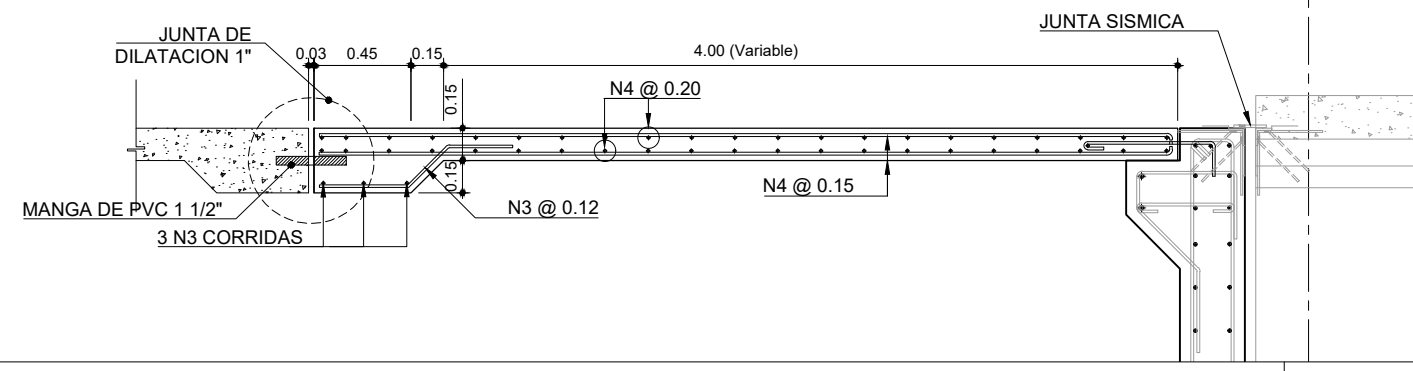 JUNTA SISMICA
JUNTA DE
DILATACION 1"
0.03
0.45
0.15
4.00 (Variable)
N4 @ 0.20
0.15
0.15
N4 @ 0.15
MANGA DE PVC 1 1/2"
N3 @ 0.12
3 N3 CORRIDAS